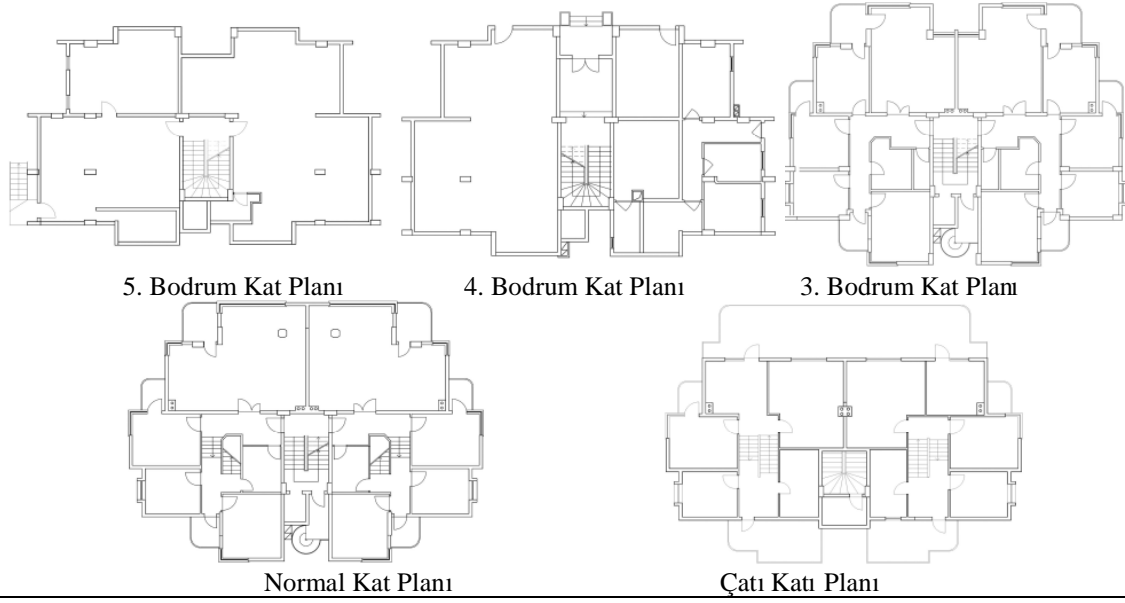 5. Bodrum Kat Planı 4. Bodrum Kat Planı 3. Bodrum Kat Planı
Normal Kat Planı Çatı Katı Planı